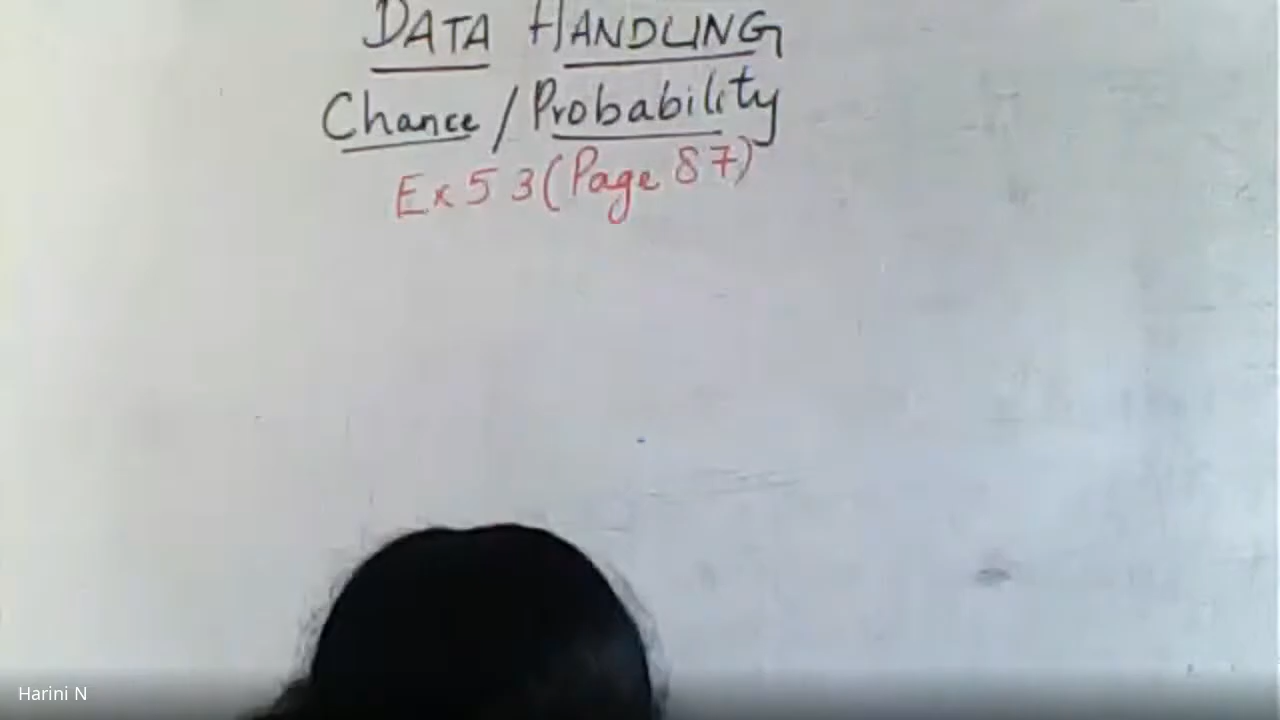 DATA HANDLING
Chance / Probability
Ex 5 3 (Page 87)
Harini N